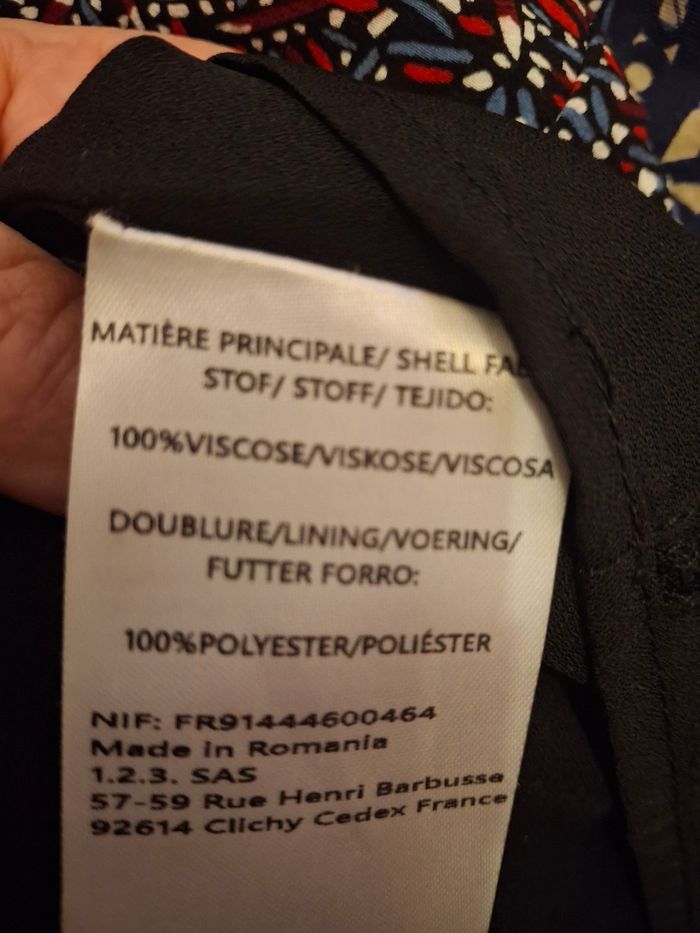 MATIÈRE PRINCIPALE/ SHELL
STOF/ STOFF/ TEJIDO:
100%VISCOSE/VISKOSE/VISCOSA
DOUBLURE/LINING/VOERING/
FUTTER FORRO:
100%POLYESTER/POLIÉSTER
NIF: FR91444600464
Made in Romania
1.2.3. SAS
57-59 Rue Henri Barbusse
92614 Clichy Cedex France